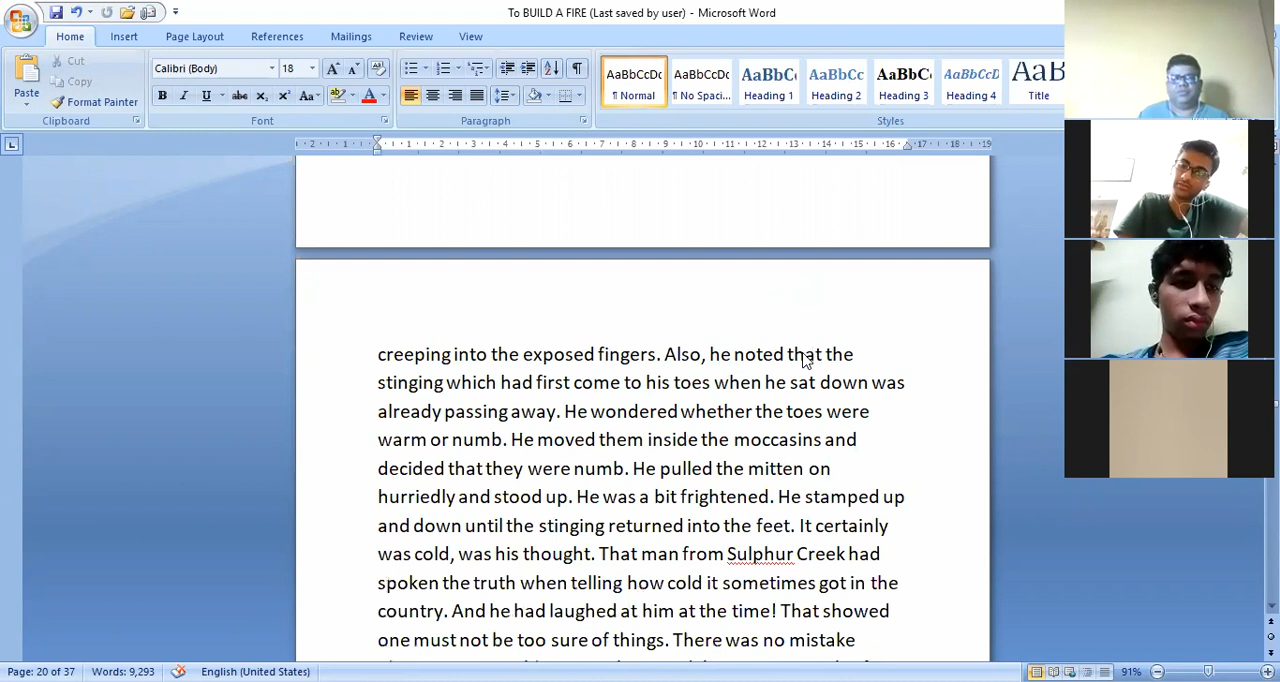 To BUILD A FIRE (Last saved by user) - Microsoft Word
Home Insert Page Layout References Mailings Review View
Paste
Cut
Copy
Format Painter
Clipboard
Calibri (Body) 18
Font
Paragraph
AaBbCcDc AaBbCcDc AaBbC AaBbCc AaBbC AaBbCcD AaB
¶ Normal ¶ No Spaci... Heading 1 Heading 2 Heading 3 Heading 4 Title
Styles
creeping into the exposed fingers. Also, he noted that the
stinging which had first come to his toes when he sat down was
already passing away. He wondered whether the toes were
warm or numb. He moved them inside the moccasins and
decided that they were numb. He pulled the mitten on
hurriedly and stood up. He was a bit frightened. He stamped up
and down until the stinging returned into the feet. It certainly
was cold, was his thought. That man from Sulphur Creek had
spoken the truth when telling how cold it sometimes got in the
country. And he had laughed at him at the time! That showed
one must not be too sure of things. There was no mistake
Page: 20 of 37 Words: 9,293 English (United States) 91%